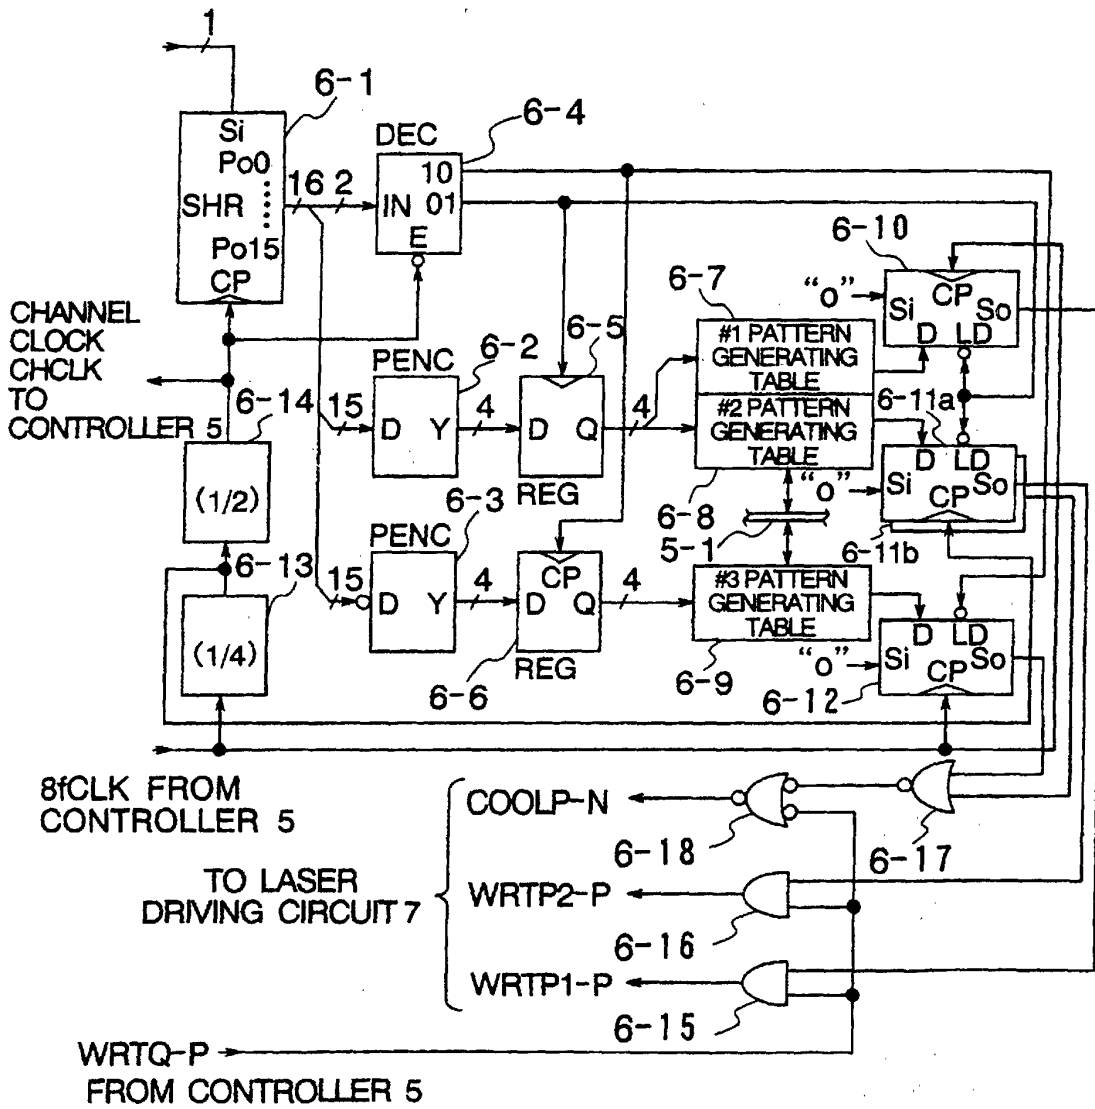 1
6-1
Si
Po0
SHR
Po15
CP
16
2
DEC
6-4
10
IN 01
E
CHANNEL
CLOCK
CHCLK
TO
CONTROLLER 5
6-14
(1/2)
6-13
(1/4)
PENC
6-2
15
D Y
4
6-5
D Q
REG
4
PENC
6-3
15
D Y
4
CP
D Q
REG
6-6
4
6-7
#1 PATTERN
GENERATING
TABLE
#2 PATTERN
GENERATING
TABLE
6-8
5-1
#3 PATTERN
GENERATING
TABLE
6-9
6-10
"o"
Si CP So
D LD
6-11a
D LD
"o"
Si So
CP
6-11b
D LD
"o"
Si So
CP
6-12
8fCLK FROM
CONTROLLER 5
COOLP-N
6-18
6-17
TO LASER
DRIVING CIRCUIT 7
WRTP2-P
6-16
WRTP1-P
6-15
WRTQ-P
FROM CONTROLLER 5